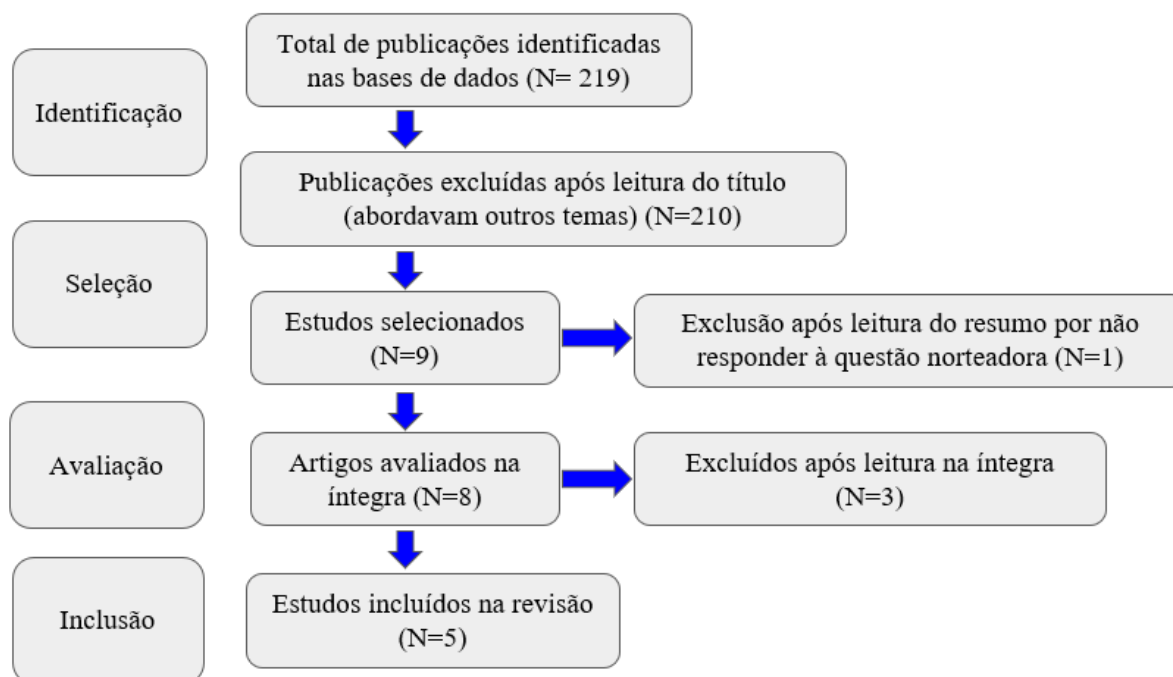 Total de publicações identificadas
nas bases de dados (N= 219)
Identificação
Publicações excluídas após leitura do título
(abordavam outros temas) (N=210)
Seleção
Estudos selecionados
(N=9)
Exclusão após leitura do resumo por não
responder à questão norteadora (N=1)
Avaliação
Artigos avaliados na
íntegra (N=8)
Excluídos após leitura na íntegra
(N=3)
Inclusão
Estudos incluídos na revisão
(N=5)